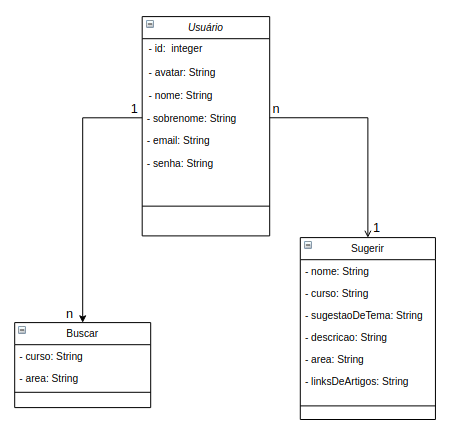 Usuário
- id:  integer
- avatar: String
- nome: String
- sobrenome: String
- email: String
- senha: String
1
n
n
1
Buscar
- curso: String
- area: String
Sugerir
- nome: String
- curso: String
- sugestaoDeTema: String
- descricao: String
- area: String
- linksDeArtigos: String